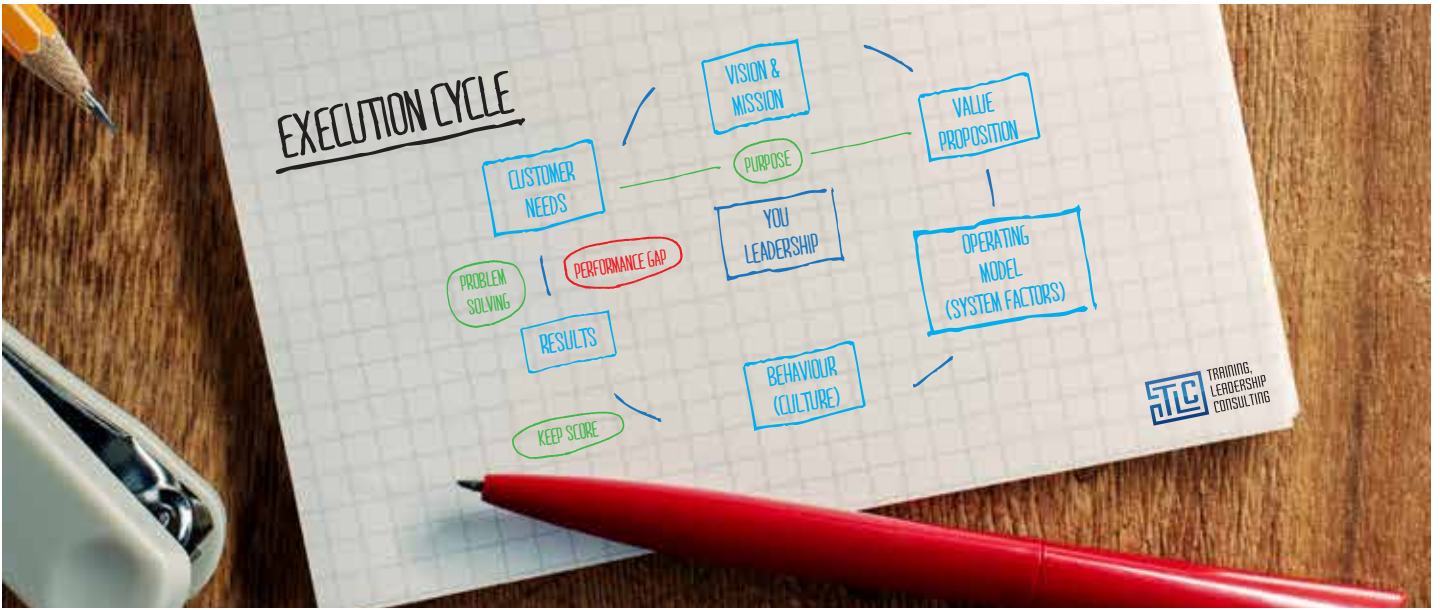 EXECUTION CYCLE
VISION &
MISSION
VALUE
PROPOSITION
PURPOSE
CUSTOMER
NEEDS
YOU
LEADERSHIP
OPERATING
MODEL
(SYSTEM FACTORS)
PERFORMANCE GAP
PROBLEM
SOLVING
RESULTS
BEHAVIOUR
(CULTURE)
KEEP SCORE
TLC
TRAINING,
LEADERSHIP
CONSULTING